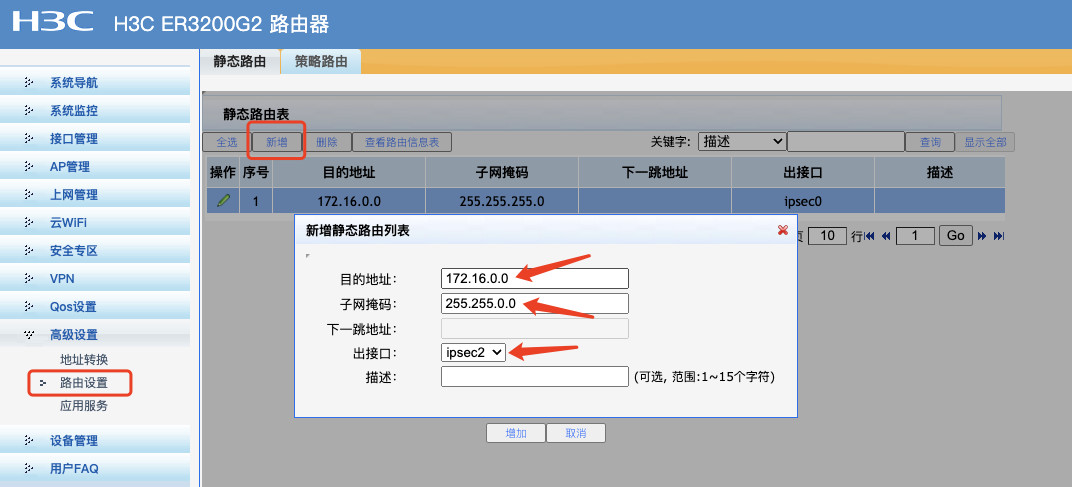 H3C H3C ER3200G2 路由器
静态路由 策略路由
系统导航
系统监控
接口管理
AP管理
上网管理
云WiFi
安全专区
VPN
Qos设置
高级设置
地址转换
路由设置
应用服务
设备管理
用户FAQ
静态路由表
全选 新增 删除 查看路由信息表 关键字: 描述 查询 显示全部
操作 序号 目的地址 子网掩码 下一跳地址 出接口 描述
1 172.16.0.0 255.255.255.0 ipsec0
页 10 行 1 Go
新增静态路由列表
目的地址: 172.16.0.0
子网掩码: 255.255.0.0
下一跳地址:
出接口: ipsec2
描述: (可选, 范围:1~15个字符)
增加 取消